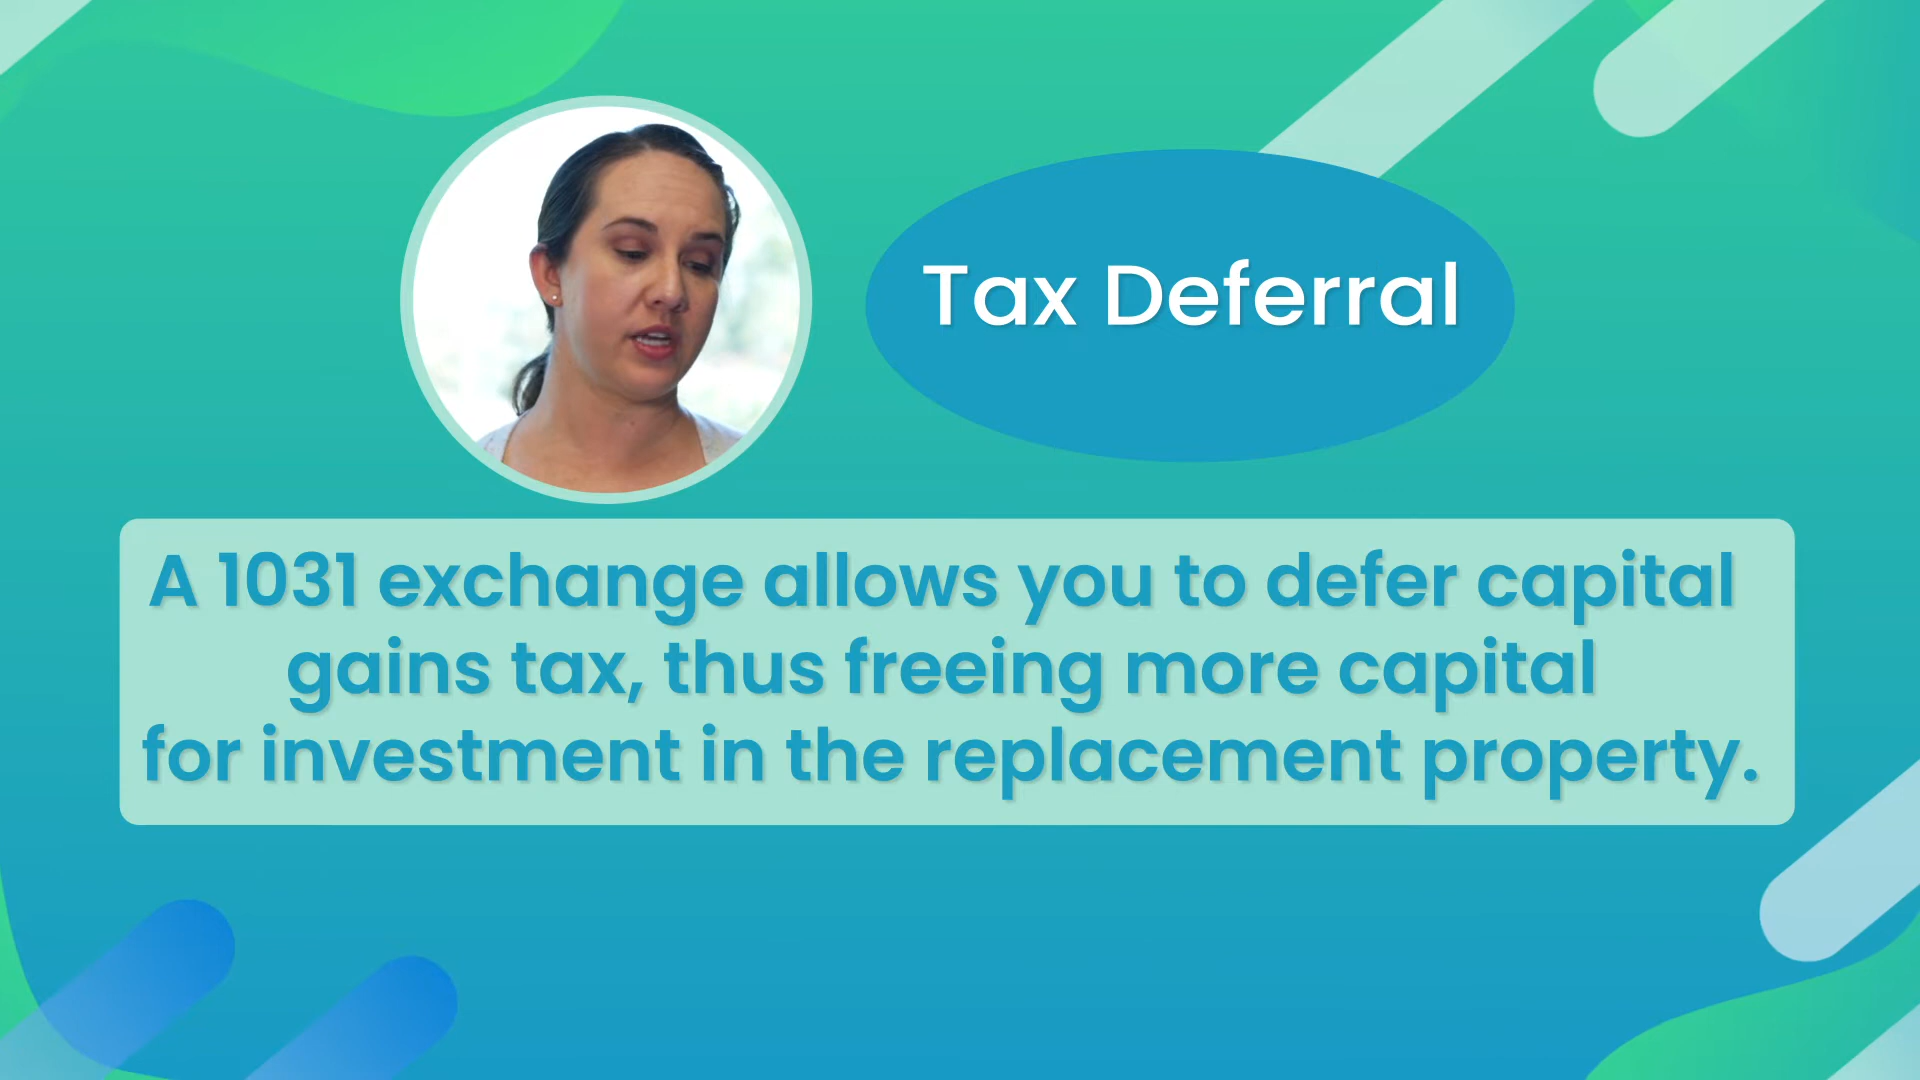 Tax Deferral
A 1031 exchange allows you to defer capital
gains tax, thus freeing more capital
for investment in the replacement property.